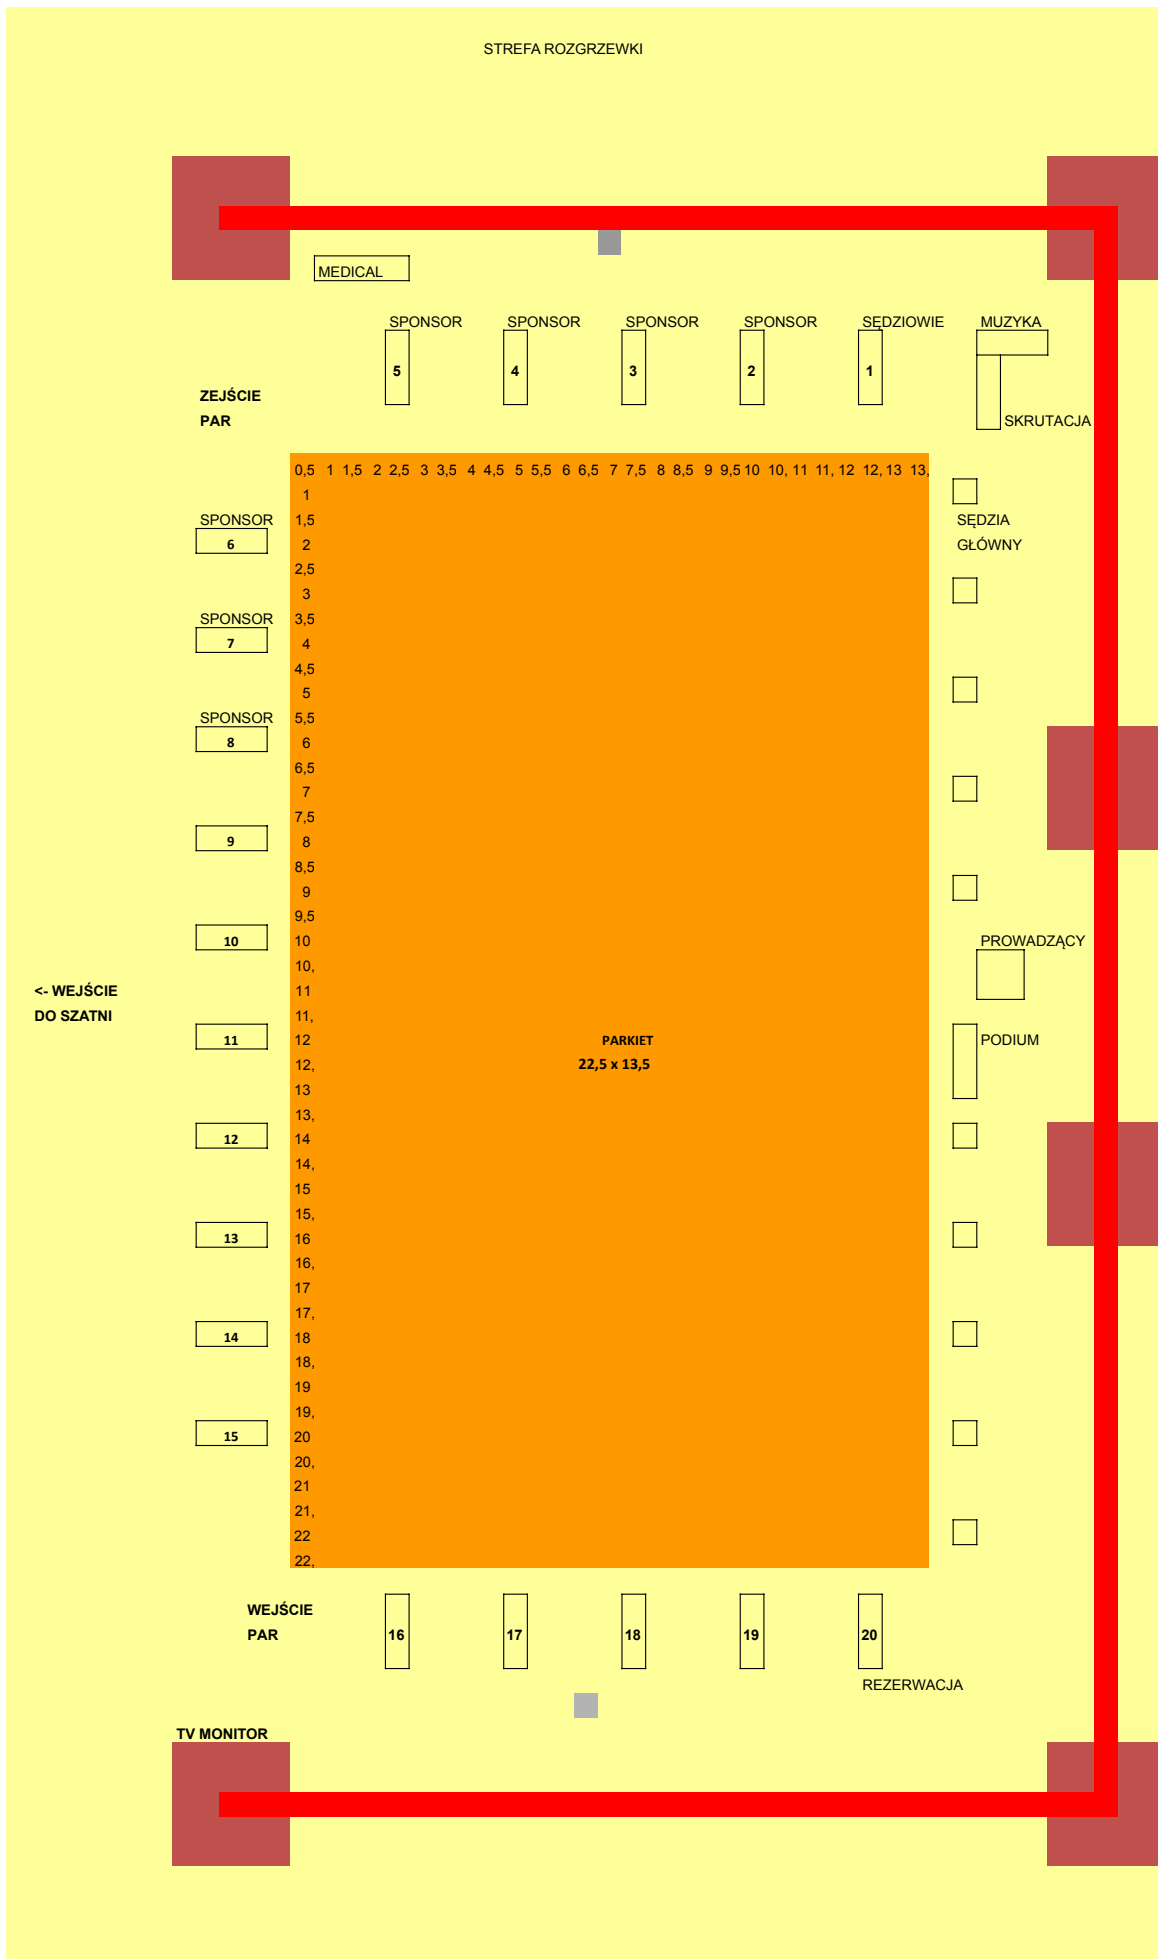 STREFA ROZGRZEWKI
MEDICAL
SPONSOR SPONSOR SPONSOR SPONSOR SĘDZIOWIE MUZYKA
5 4 3 2 1
ZEJŚCIE
PAR
SKRUTACJA
0,5 1 1,5 2 2,5 3 3,5 4 4,5 5 5,5 6 6,5 7 7,5 8 8,5 9 9,5 10 10, 11 11, 12 12, 13 13,
1
SPONSOR 1,5 SĘDZIA
6 2 GŁÓWNY
2,5
3
SPONSOR 3,5
7 4
4,5
5
SPONSOR 5,5
8 6
6,5
7
7,5
9 8
8,5
9
9,5
10 10 PROWADZĄCY
10,
<- WEJŚCIE 11
DO SZATNI 11,
11 12 PARKIET PODIUM
12, 22,5 x 13,5
13
13,
12 14
14,
15
15,
13 16
16,
17
17,
14 18
18,
19
19,
15 20
20,
21
21,
22
22,
WEJŚCIE
PAR 16 17 18 19 20
REZERWACJA
TV MONITOR